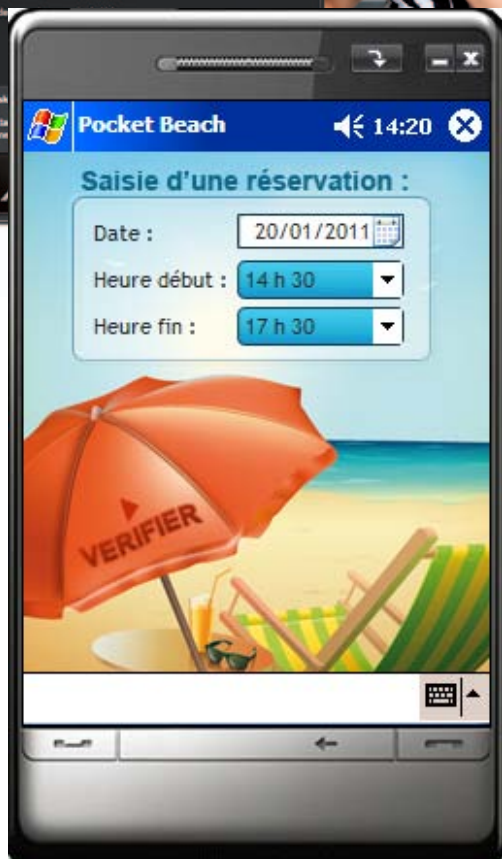 Pocket Beach 14:20
Saisie d'une réservation :
Date : 20/01/2011
Heure début : 14 h 30
Heure fin : 17 h 30
VERIFIER